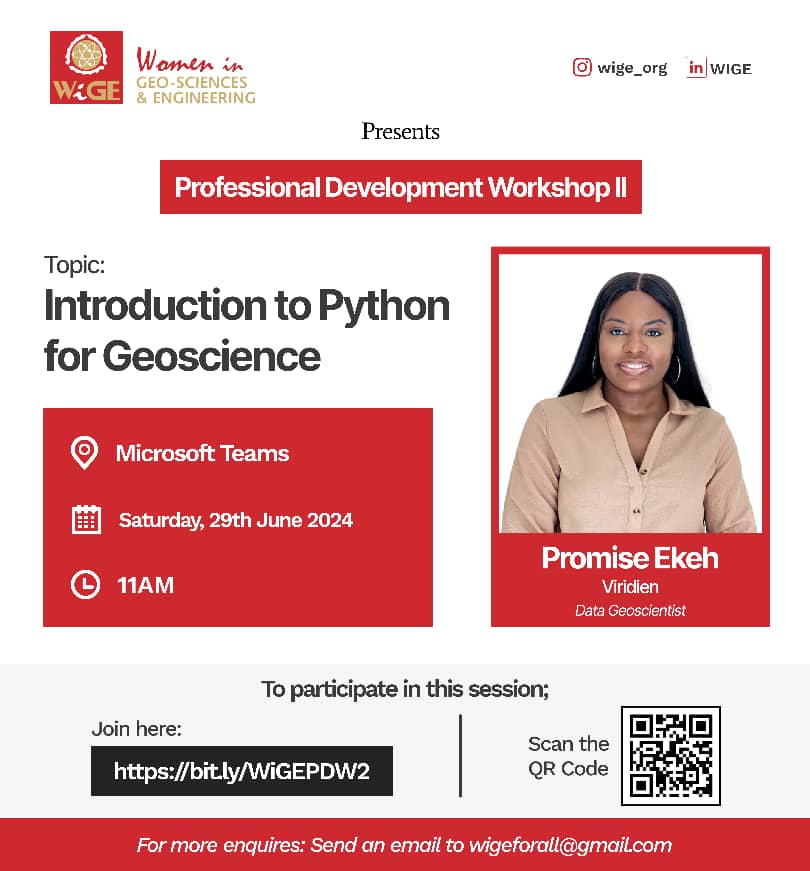 WiGE
Women in
GEO-SCIENCES
& ENGINEERING
wige_org
in WIGE
Presents
Professional Development Workshop II
Topic:
Introduction to Python
for Geoscience
Microsoft Teams
Saturday, 29th June 2024
11AM
Promise Ekeh
Viridien
Data Geoscientist
To participate in this session;
Join here:
https://bit.ly/WiGEPDW2
Scan the
QR Code
For more enquires: Send an email to wigeforall@gmail.com